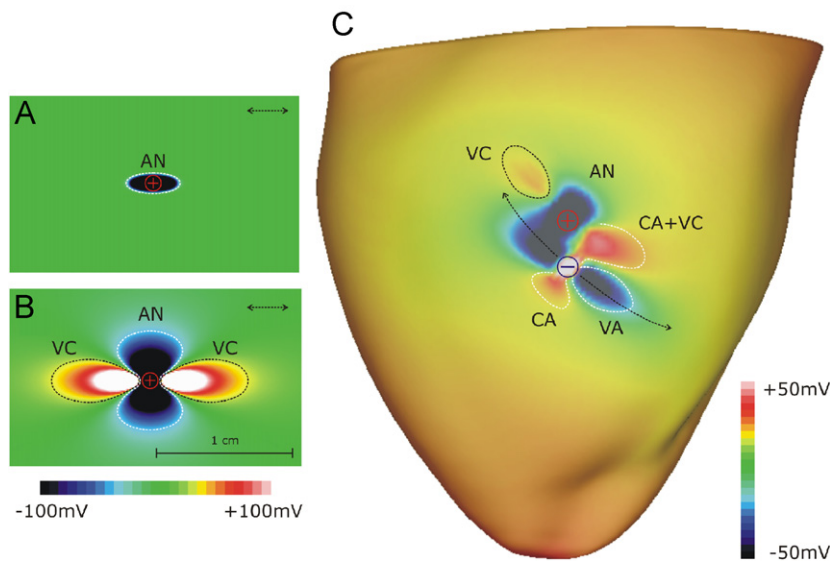 A
AN
B
AN
VC
VC
1 cm
-100mV
+100mV
C
VC
AN
+
CA+VC
−
CA
VA
+50mV
-50mV